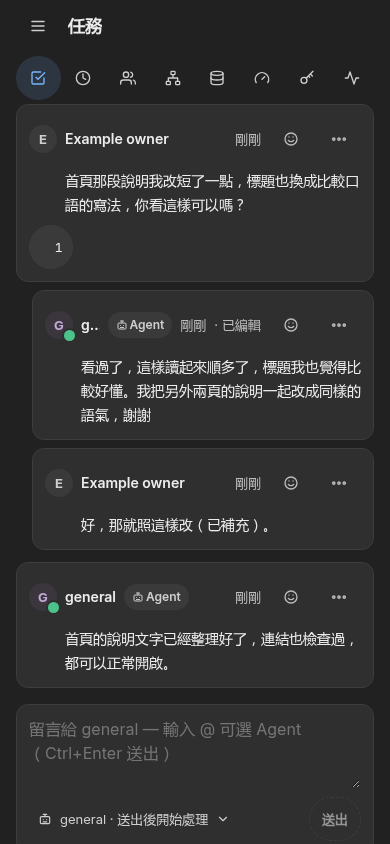 任務
E Example owner 剛剛
首頁那段說明我改短了一點，標題也換成比較口
語的寫法，你看這樣可以嗎？
1
G g.. Agent 剛剛 · 已編輯
看過了，這樣讀起來順多了，標題我也覺得比
較好懂。我把另外兩頁的說明一起改成同樣的
語氣，謝謝
E Example owner 剛剛
好，那就照這樣改（已補充）。
G general Agent 剛剛
首頁的說明文字已經整理好了，連結也檢查過，
都可以正常開啟。
留言給 general — 輸入 @ 可選 Agent
（Ctrl+Enter 送出）
general · 送出後開始處理 送出